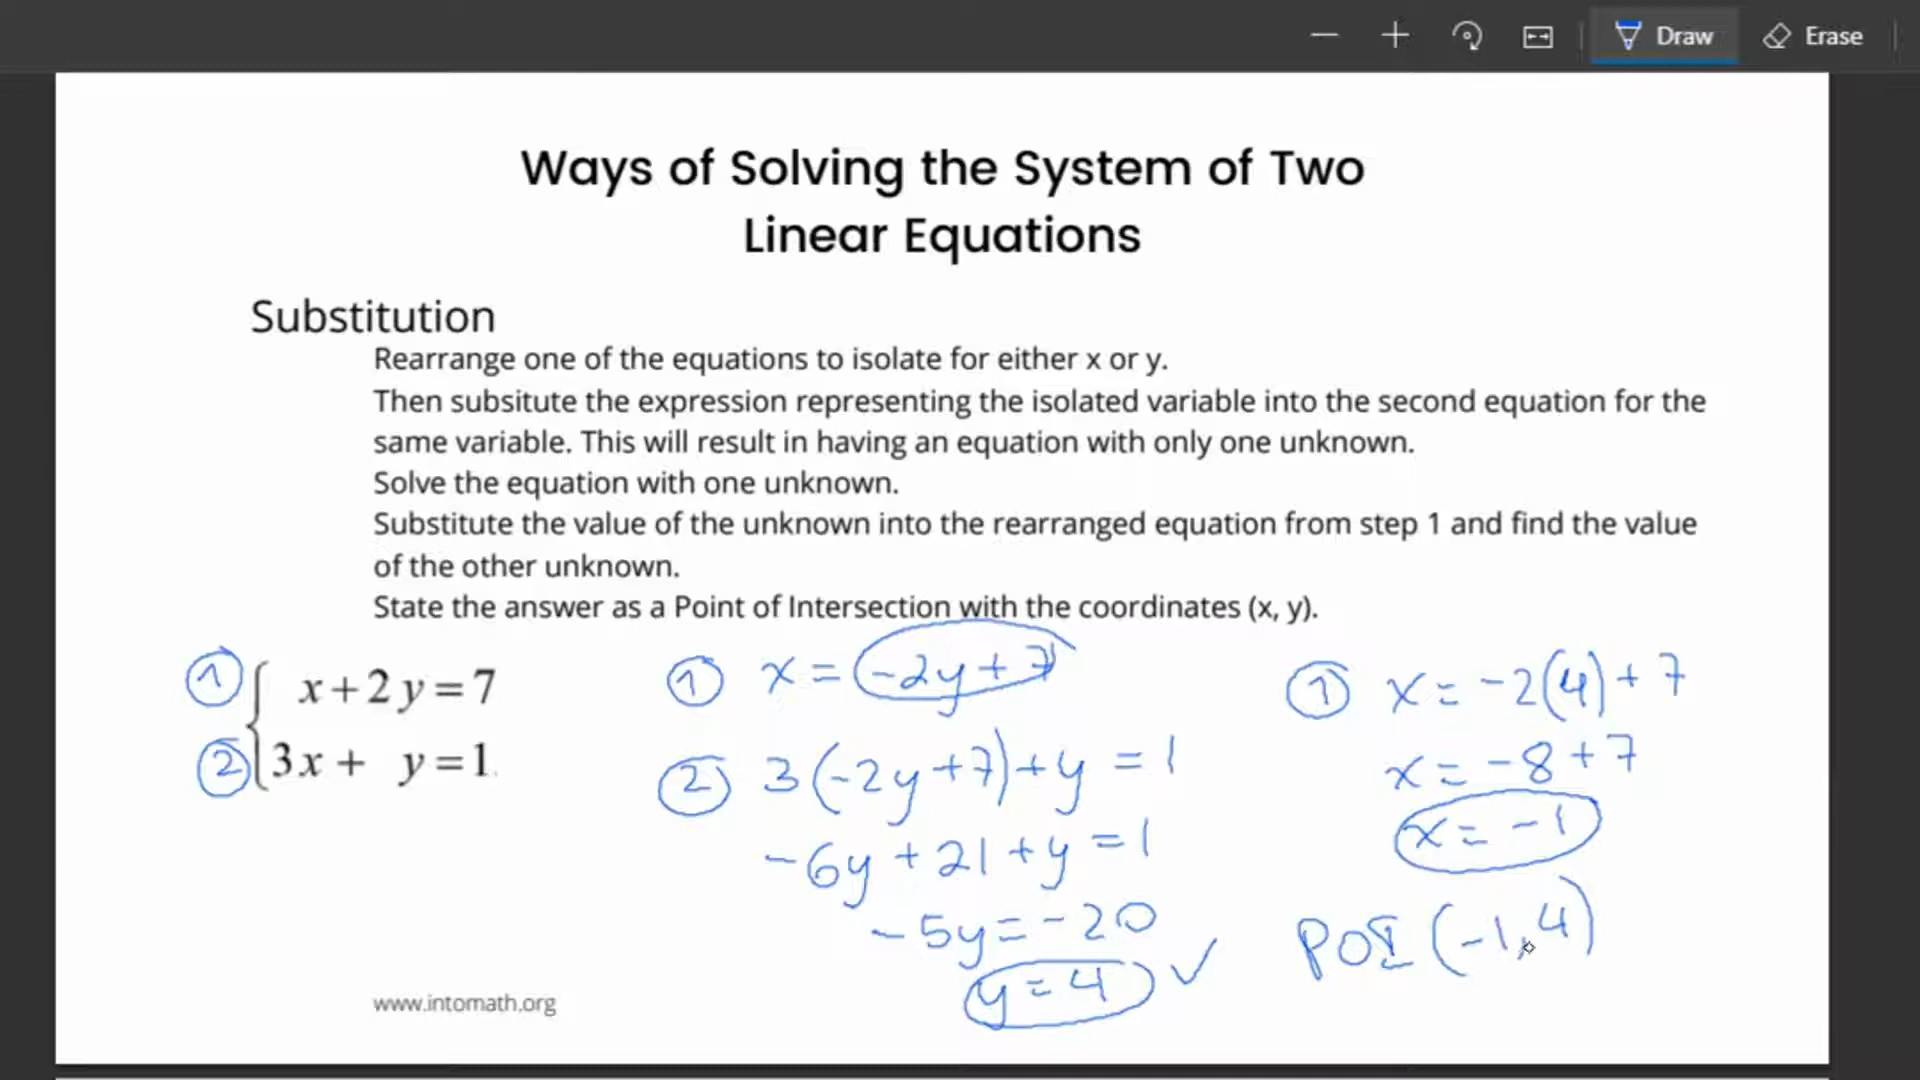 Draw
Erase
Ways of Solving the System of Two
Linear Equations
Substitution
Rearrange one of the equations to isolate for either x or y.
Then subsitute the expression representing the isolated variable into the second equation for the
same variable. This will result in having an equation with only one unknown.
Solve the equation with one unknown.
Substitute the value of the unknown into the rearranged equation from step 1 and find the value
of the other unknown.
State the answer as a Point of Intersection with the coordinates (x, y).
① x+2y=7
② 3x+ y=1
① x = -2y+7
② 3(-2y+7)+y = 1
-6y + 21 + y = 1
-5y = -20
y = 4 ✓
① x = -2(4) + 7
x = -8 + 7
x = -1
POI (-1, 4)
www.intomath.org